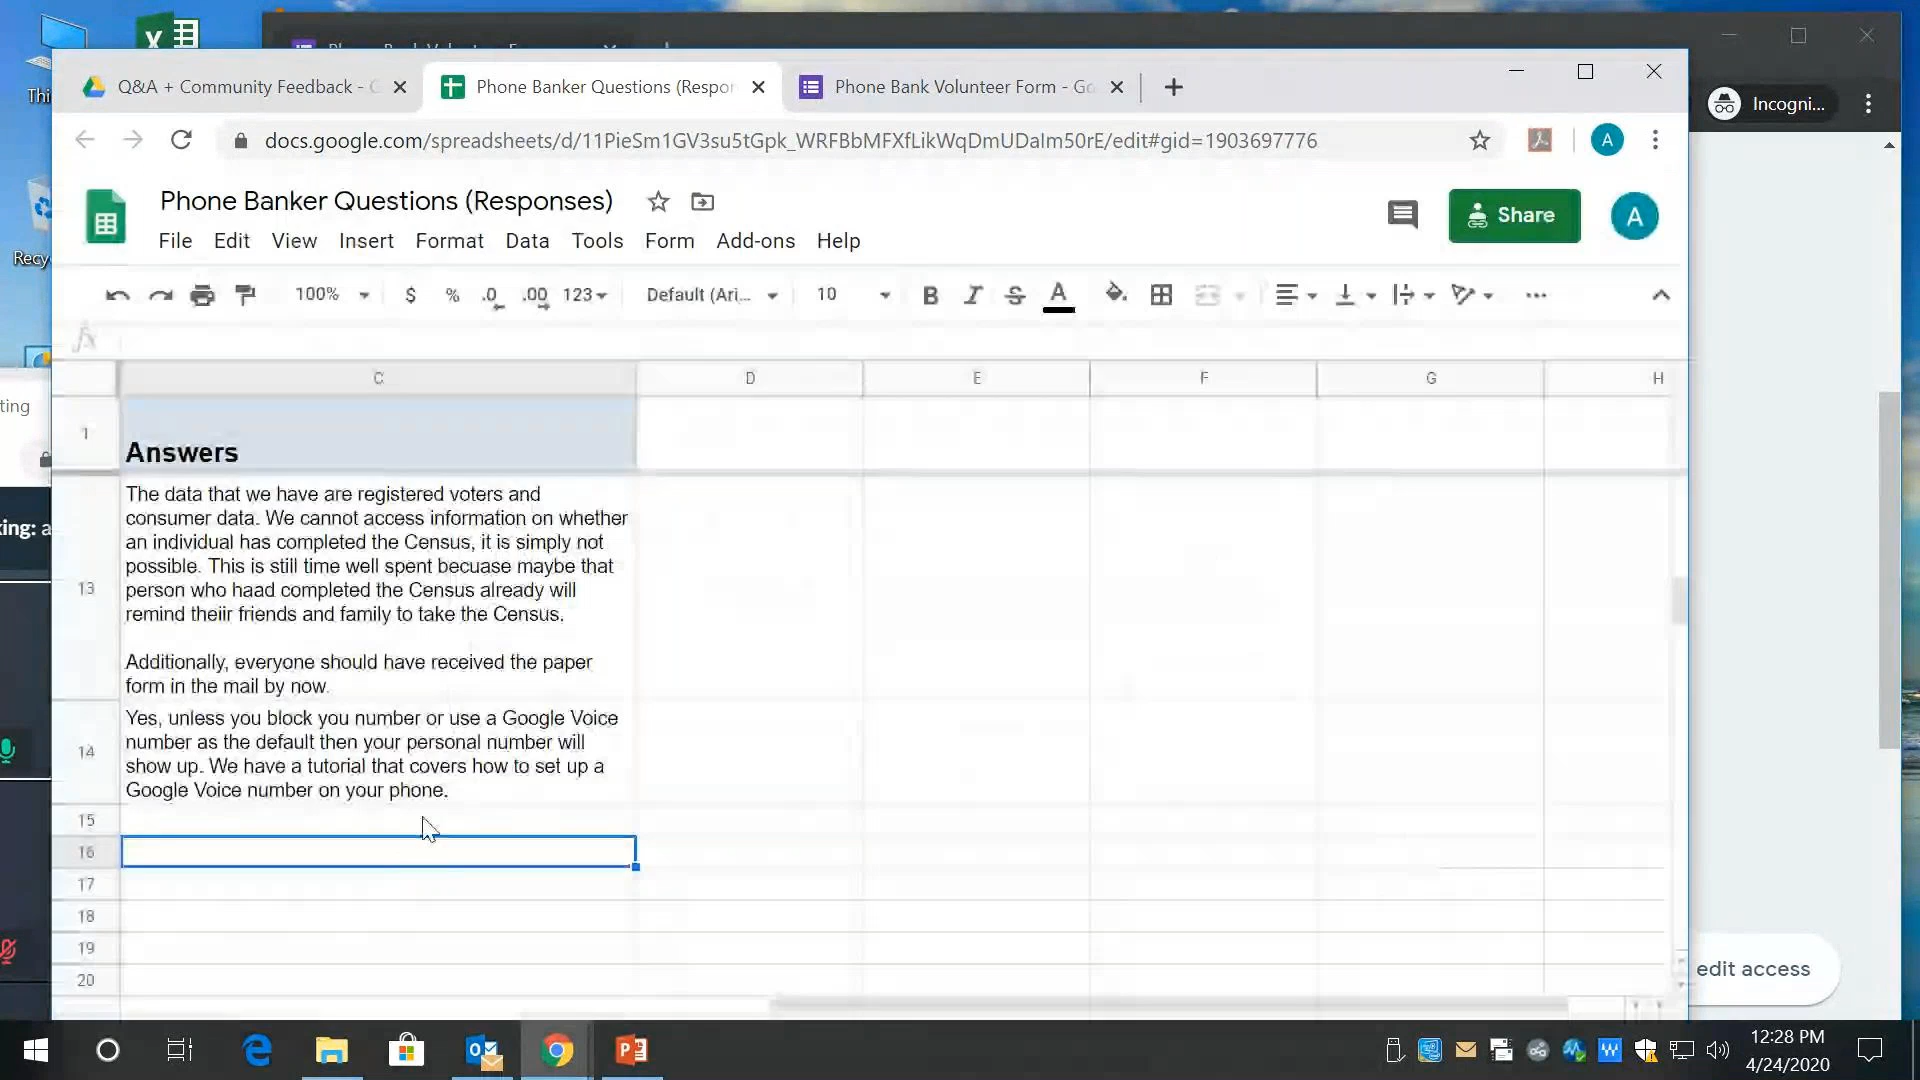 Q&A + Community Feedback - G
Phone Banker Questions (Respor
Phone Bank Volunteer Form - Go
Incogni...
docs.google.com/spreadsheets/d/11PieSm1GV3su5tGpk_WRFBbMFXfLikWqDmUDaIm50rE/edit#gid=1903697776
A
Phone Banker Questions (Responses)
Share
A
File Edit View Insert Format Data Tools Form Add-ons Help
100% $ % .0 .00 123 Default (Ari... 10 B I S A
fx
C D E F G H
1 Answers
13 The data that we have are registered voters and
consumer data. We cannot access information on whether
an individual has completed the Census, it is simply not
possible. This is still time well spent becuase maybe that
person who haad completed the Census already will
remind theiir friends and family to take the Census.
Additionally, everyone should have received the paper
form in the mail by now.
14 Yes, unless you block you number or use a Google Voice
number as the default then your personal number will
show up. We have a tutorial that covers how to set up a
Google Voice number on your phone.
15
16
17
18
19
20
Thi
Recy
ting
king: a
edit access
12:28 PM
4/24/2020